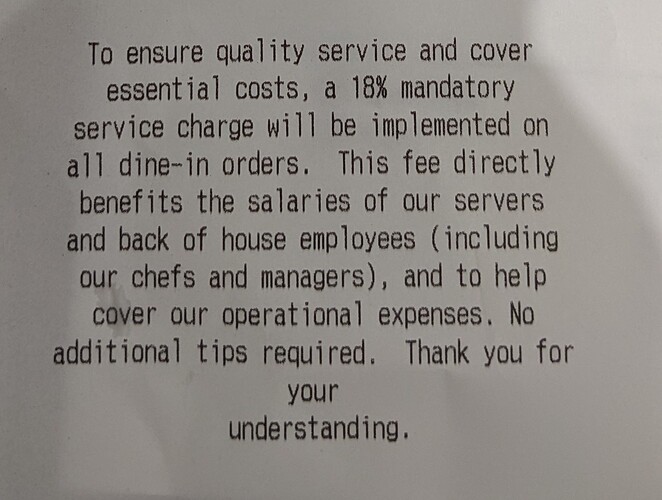 To ensure quality service and cover
essential costs, a 18% mandatory
service charge will be implemented on
all dine-in orders.  This fee directly
benefits the salaries of our servers
and back of house employees (including
our chefs and managers), and to help
cover our operational expenses. No
additional tips required.  Thank you for
your
understanding.